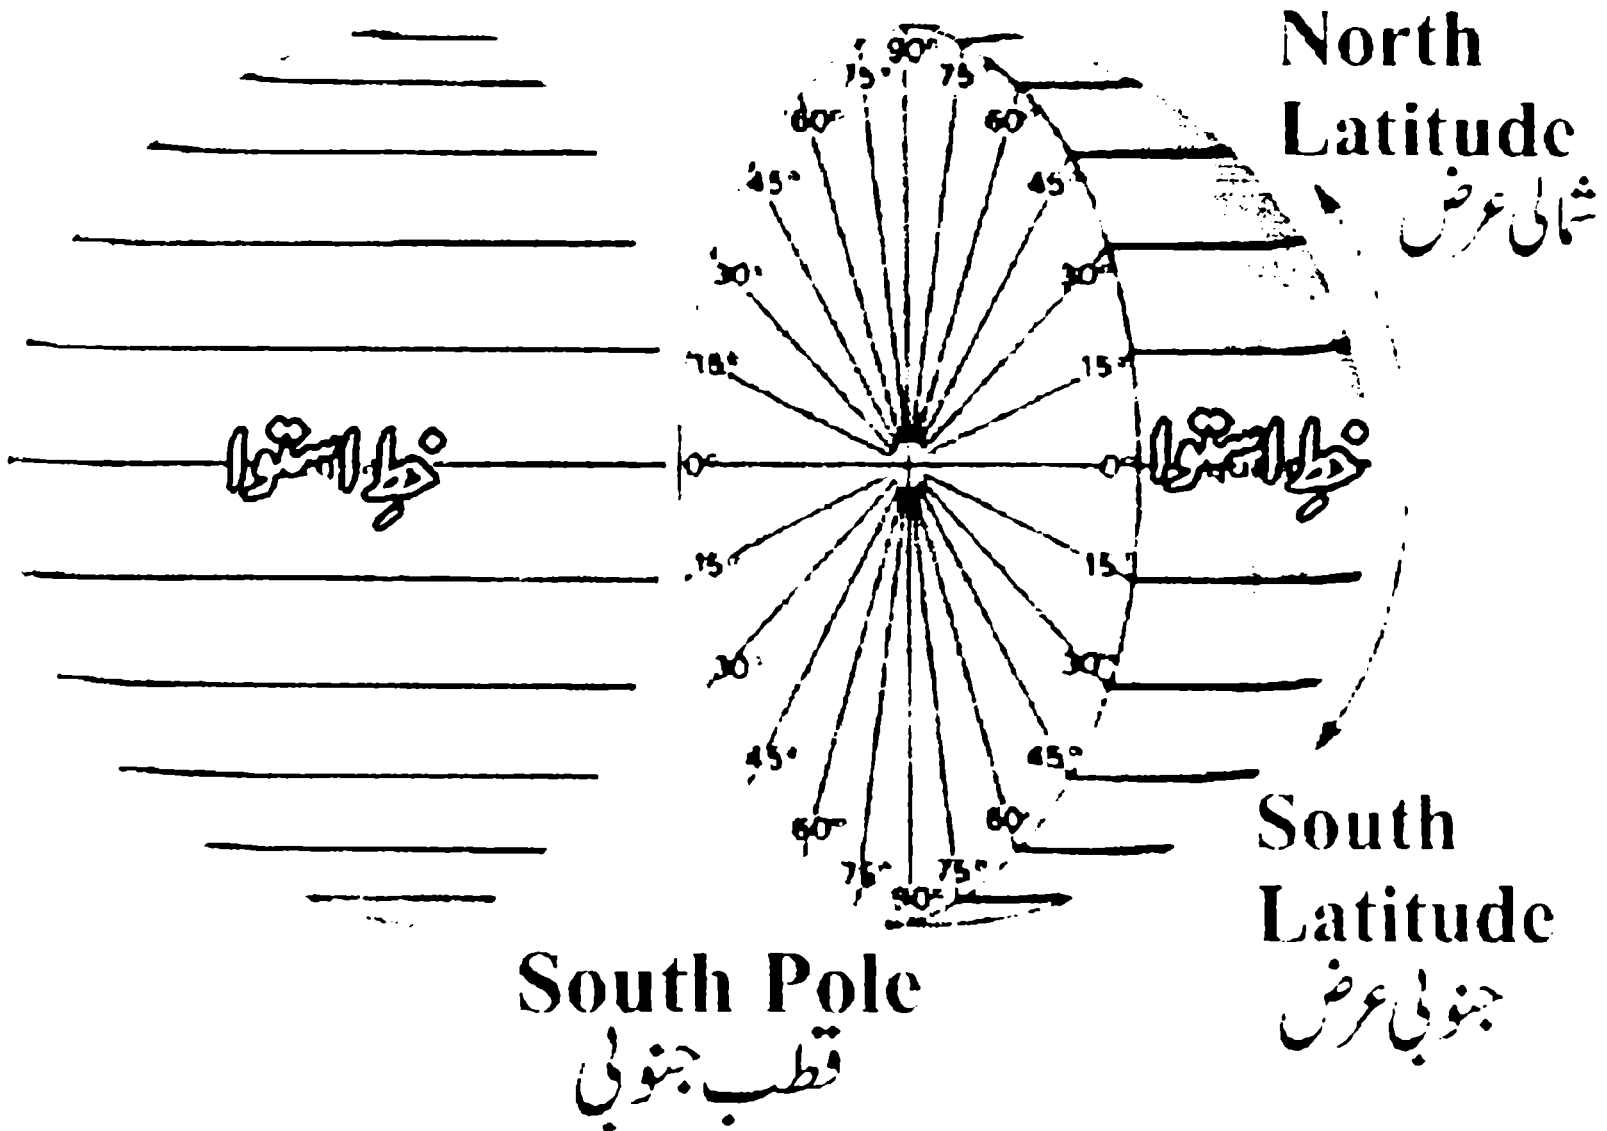 North
Latitude
شمالی عرض
90°
75° 75
60° 60°
45° 45
30° 30°
15° 15°
خط استوا 0° 0° خط استوا
15° 15°
30° 30°
45° 45°
60° 60°
75° 75°
90°
South
Latitude
جنوبی عرض
South Pole
قطب جنوبی